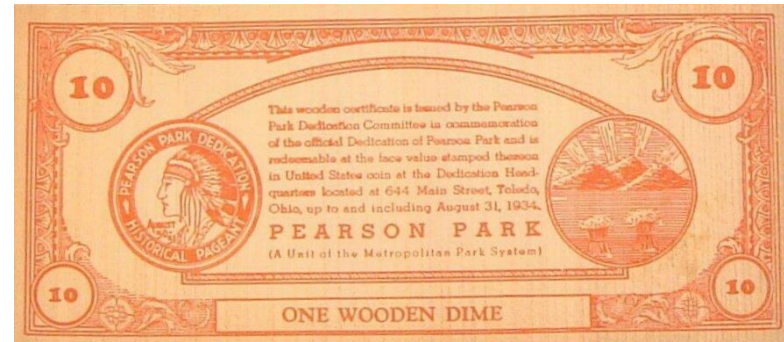 10
10
This wooden certificate is issued by the Pearson
Park Dedication Committee in commemoration
of the official Dedication of Pearson Park and is
redeemable at the face value stamped thereon
in United States coin at the Dedication Head-
quarters located at 644 Main Street, Toledo,
Ohio, up to and including August 31, 1934.
PEARSON PARK
(A Unit of the Metropolitan Park System)
PEARSON PARK DEDICATION
HISTORICAL PAGEANT
AUGUST
10
10
ONE WOODEN DIME